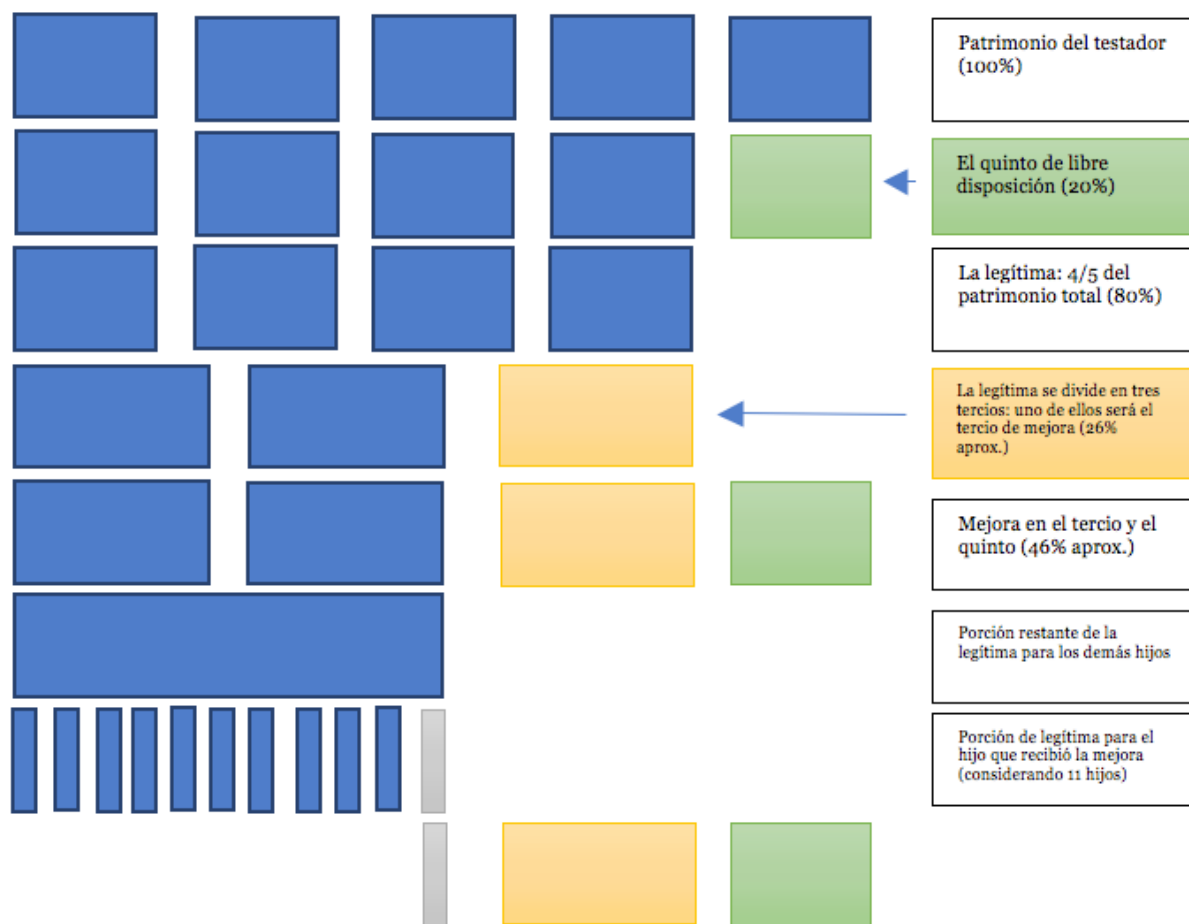 Patrimonio del testador
(100%)
El quinto de libre
disposición (20%)
La legítima: 4/5 del
patrimonio total (80%)
La legítima se divide en tres
tercios: uno de ellos será el
tercio de mejora (26%
aprox.)
Mejora en el tercio y el
quinto (46% aprox.)
Porción restante de la
legítima para los demás hijos
Porción de legítima para el
hijo que recibió la mejora
(considerando 11 hijos)